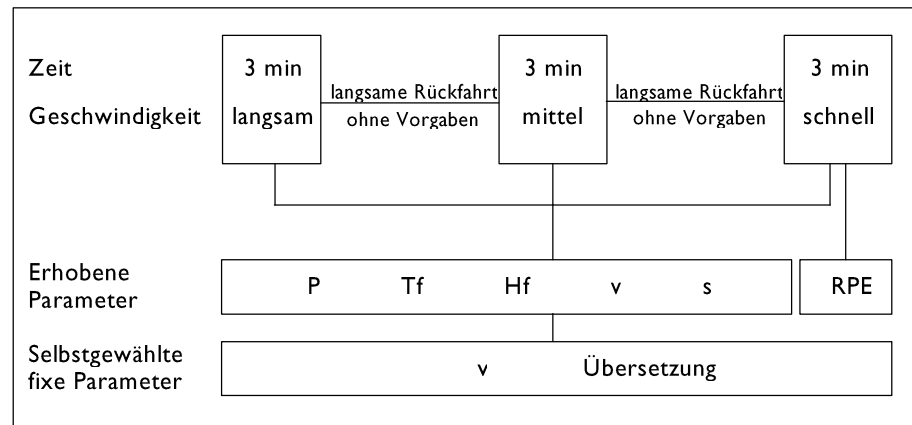 Zeit 3 min 3 min 3 min
langsame Rückfahrt langsame Rückfahrt
Geschwindigkeit langsam mittel schnell
ohne Vorgaben ohne Vorgaben
Erhobene
Parameter
P Tf Hf v s RPE
Selbstgewählte
fixe Parameter
v Übersetzung